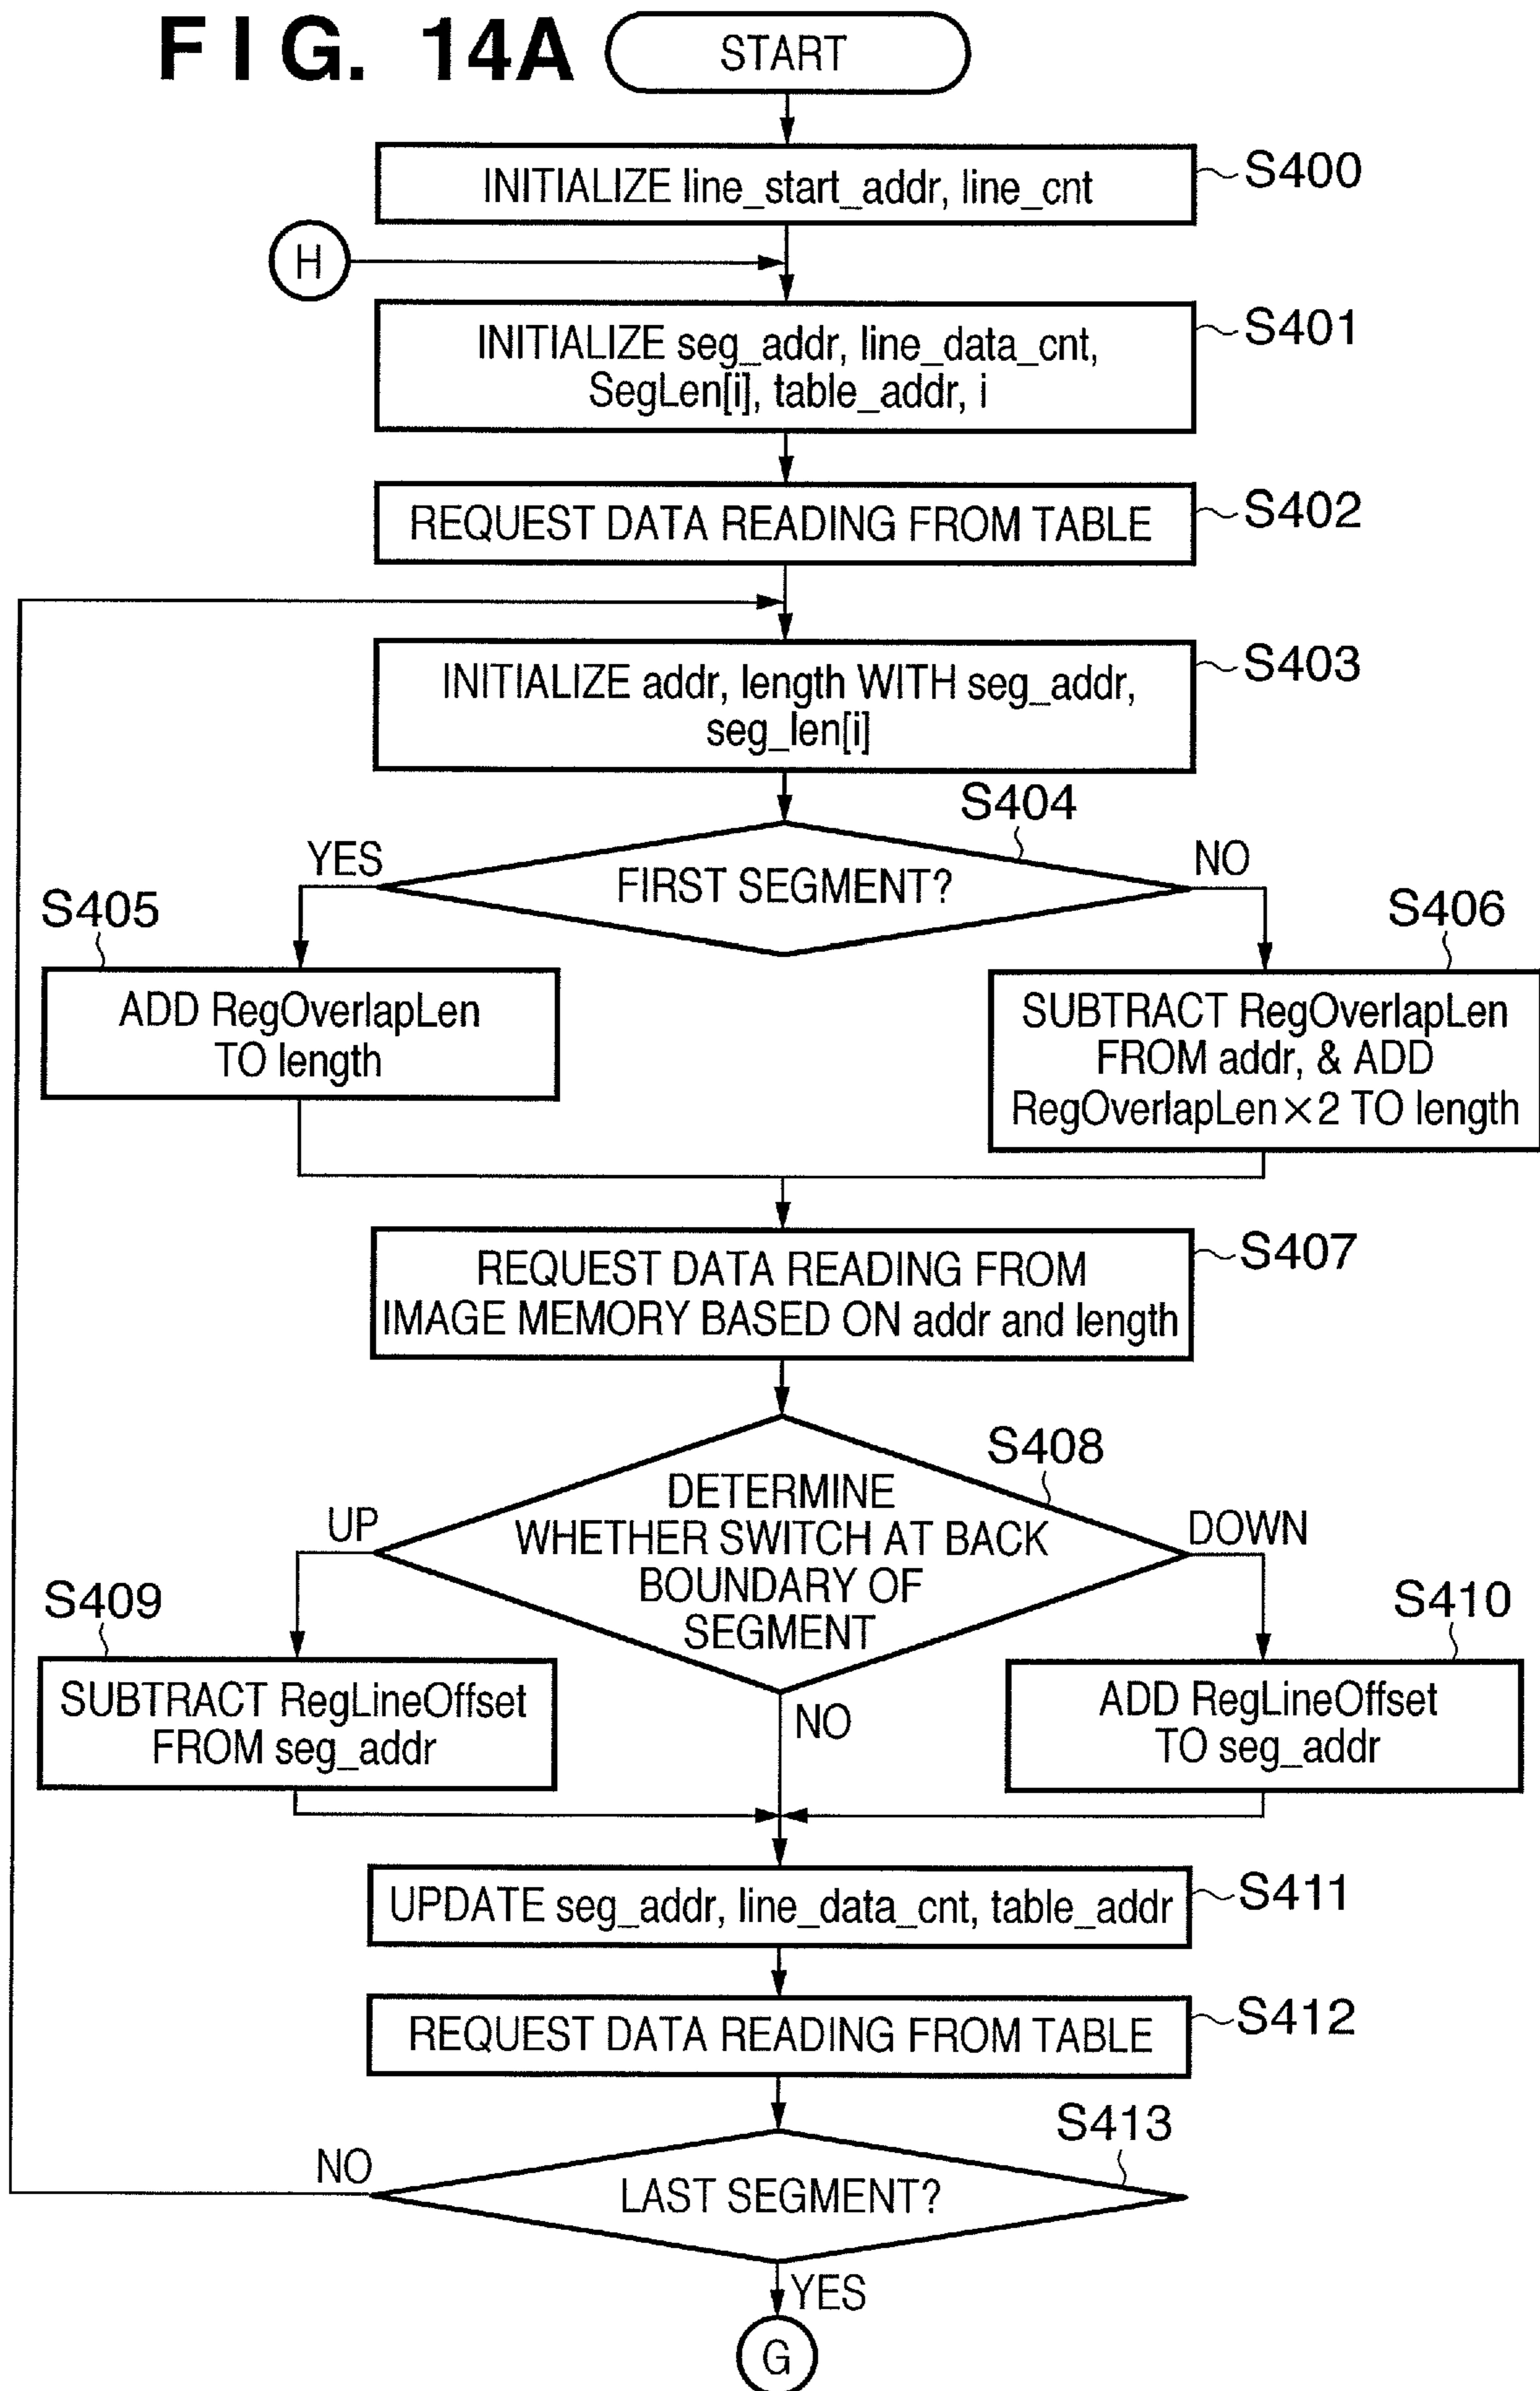 FIG. 14A
START
INITIALIZE line_start_addr, line_cnt
S400
H
INITIALIZE seg_addr, line_data_cnt,
SegLen[i], table_addr, i
S401
REQUEST DATA READING FROM TABLE
S402
INITIALIZE addr, length WITH seg_addr,
seg_len[i]
S403
S404
YES
FIRST SEGMENT?
NO
S405
S406
ADD RegOverlapLen
TO length
SUBTRACT RegOverlapLen
FROM addr, & ADD
RegOverlapLen×2 TO length
REQUEST DATA READING FROM
IMAGE MEMORY BASED ON addr and length
S407
S408
UP
DETERMINE
WHETHER SWITCH AT BACK
BOUNDARY OF
SEGMENT
DOWN
NO
S409
S410
SUBTRACT RegLineOffset
FROM seg_addr
ADD RegLineOffset
TO seg_addr
UPDATE seg_addr, line_data_cnt, table_addr
S411
REQUEST DATA READING FROM TABLE
S412
S413
NO
LAST SEGMENT?
YES
G